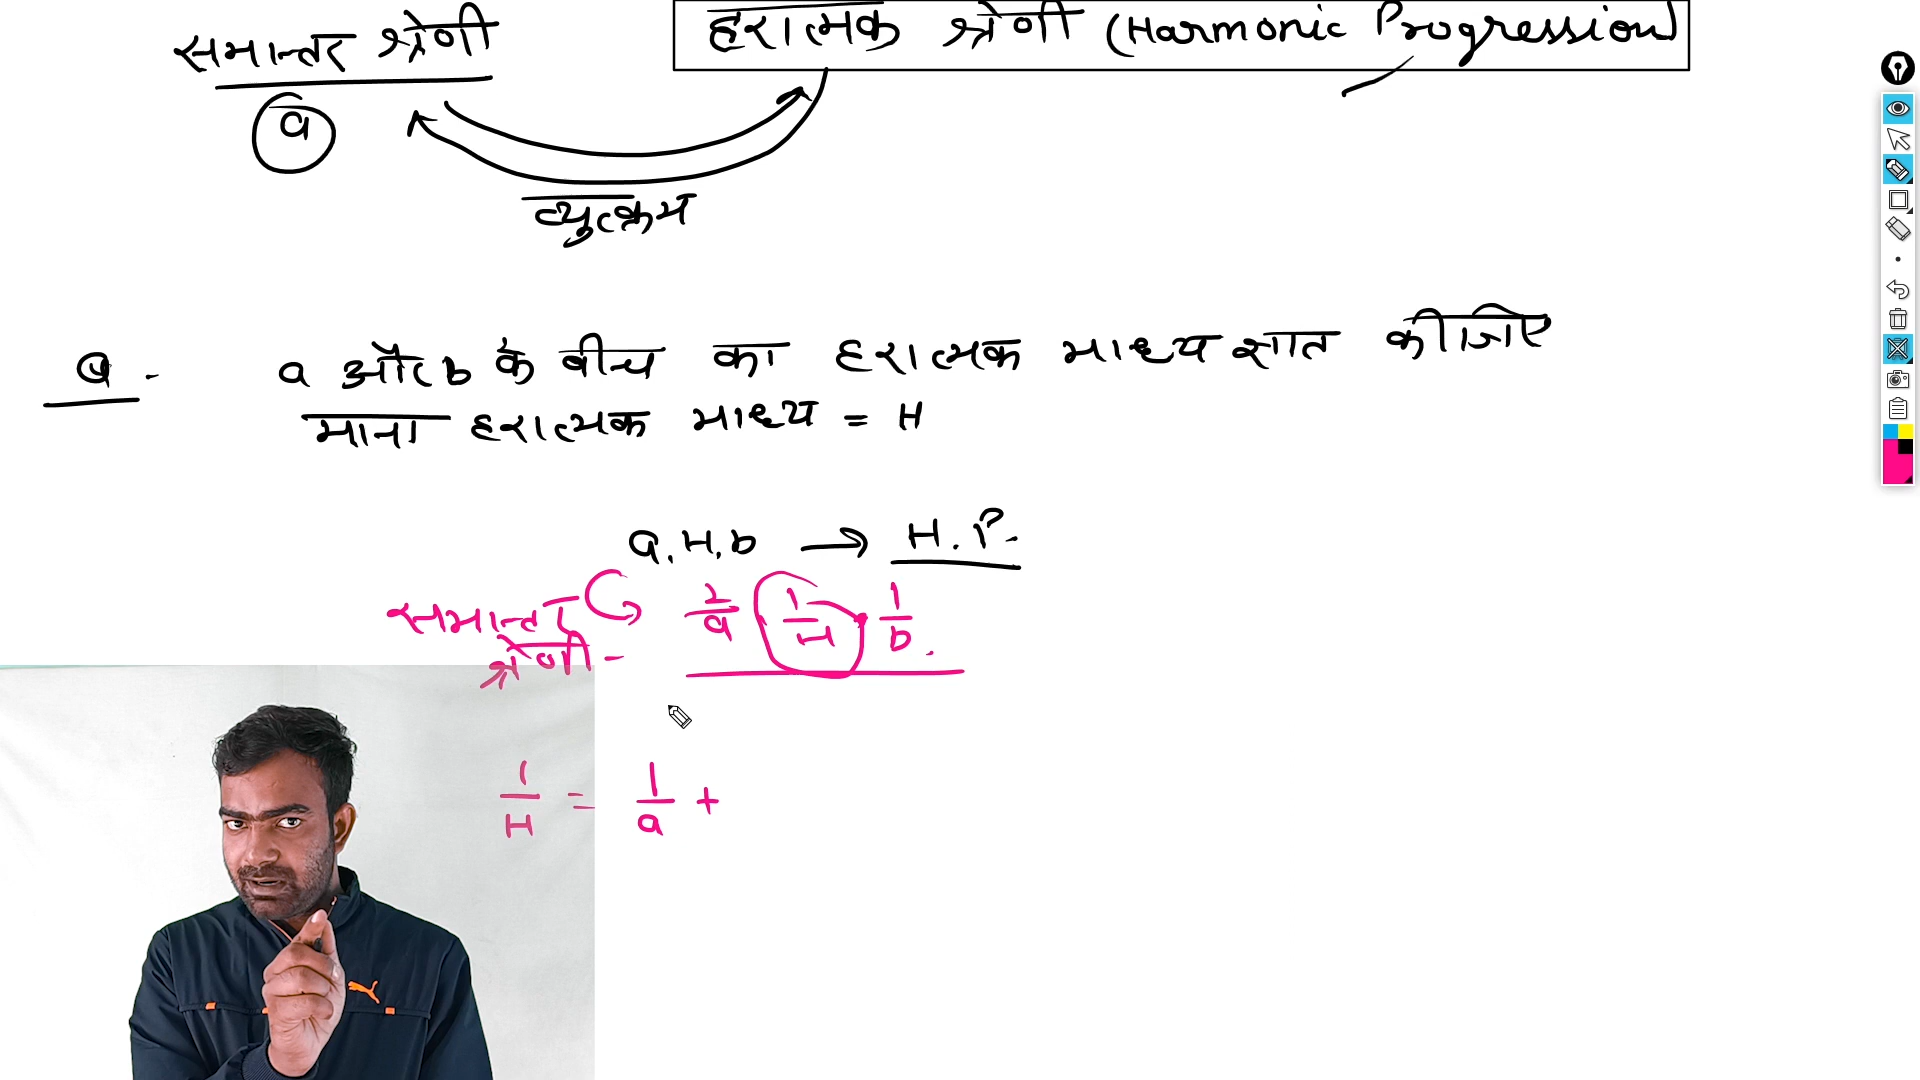 समान्तर श्रेणी
हरात्मक श्रेणी (Harmonic Progression)
a
व्युत्क्रम
Q. a और b के बीच का हरात्मक माध्य ज्ञात कीजिए
माना हरात्मक माध्य = H
a, H, b → H.P.
समान्तर श्रेणी - 1/a, 1/H, 1/b.
1/H = 1/a +